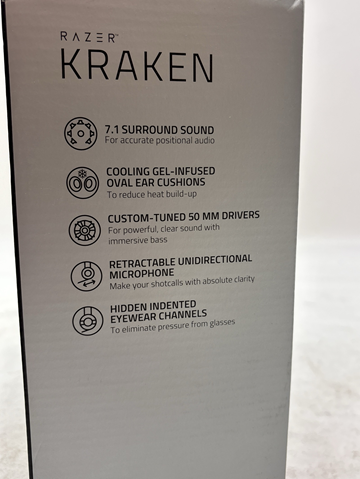 RAZER™
KRAKEN
7.1 SURROUND SOUND
For accurate positional audio
COOLING GEL-INFUSED
OVAL EAR CUSHIONS
To reduce heat build-up
CUSTOM-TUNED 50 MM DRIVERS
For powerful, clear sound with
immersive bass
RETRACTABLE UNIDIRECTIONAL
MICROPHONE
Make your shotcalls with absolute clarity
HIDDEN INDENTED
EYEWEAR CHANNELS
To eliminate pressure from glasses